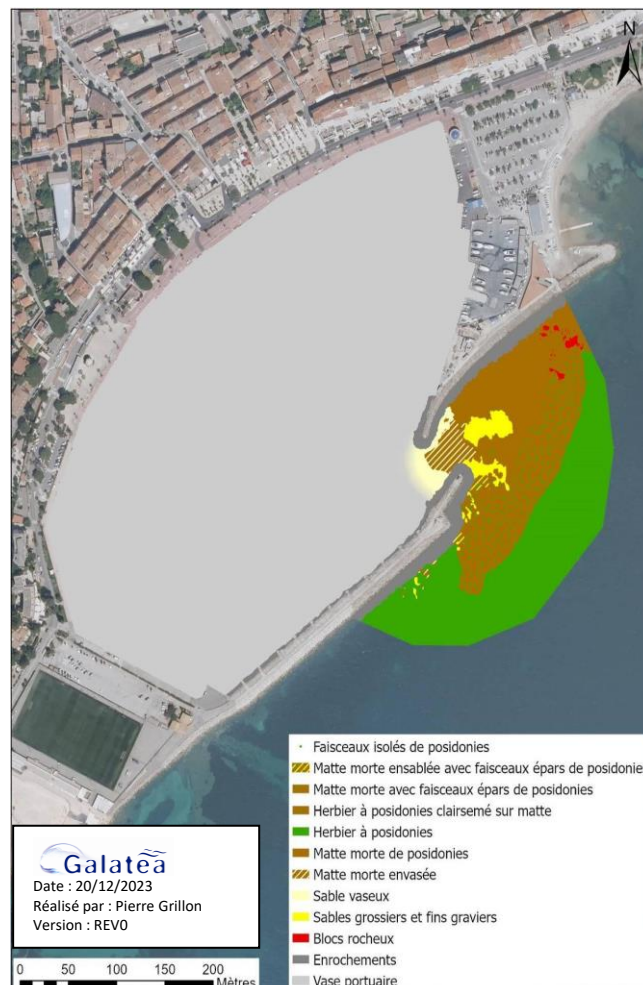 N
Faisceaux isolés de posidonies
Matte morte ensablée avec faisceaux épars de posidonie
Matte morte avec faisceaux épars de posidonies
Herbier à posidonies clairsemé sur matte
Herbier à posidonies
Matte morte de posidonies
Matte morte envasée
Sable vaseux
Sables grossiers et fins graviers
Blocs rocheux
Enrochements
Vase portuaire
Galatéa
Date : 20/12/2023
Réalisé par : Pierre Grillon
Version : REV0
0 50 100 150 200
Mètres